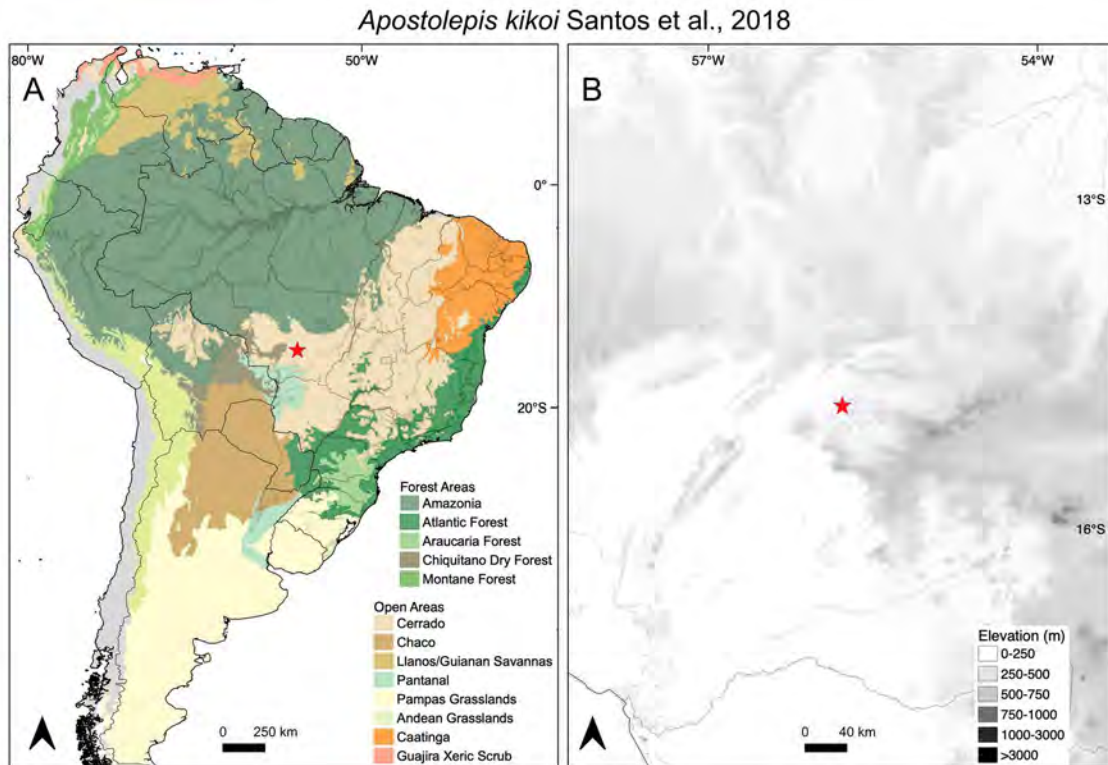 Apostolepis kikoi Santos et al., 2018
80°W
50°W
A
0°
20°S
Forest Areas
Amazonia
Atlantic Forest
Araucaria Forest
Chiquitano Dry Forest
Montane Forest
Open Areas
Cerrado
Chaco
Llanos/Guianan Savannas
Pantanal
Pampas Grasslands
Andean Grasslands
Caatinga
Guajira Xeric Scrub
0 250 km
57°W
54°W
B
13°S
16°S
Elevation (m)
0-250
250-500
500-750
750-1000
1000-3000
>3000
0 40 km